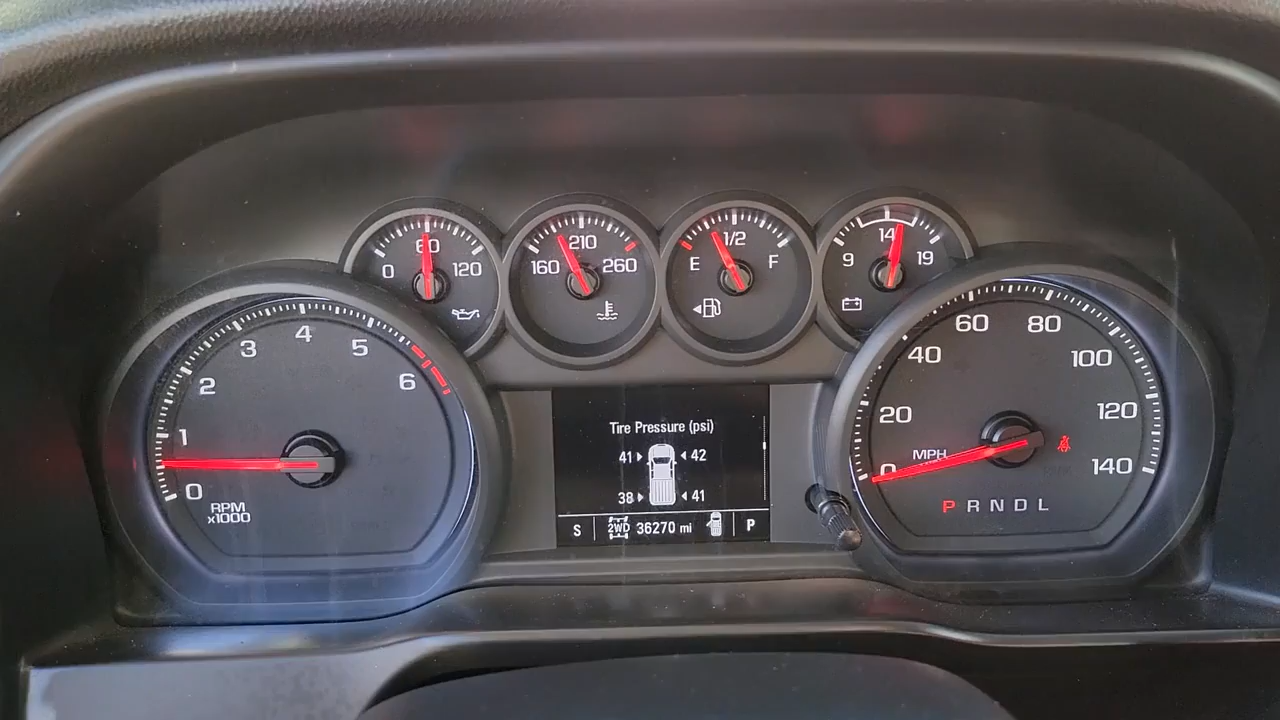 0 60 120
160 210 260
E 1/2 F
9 14 19
0 1 2 3 4 5 6
RPM
x1000
Tire Pressure (psi)
41 42
38 41
S 2WD 36270 mi P
0 20 40 60 80 100 120 140
MPH
P R N D L